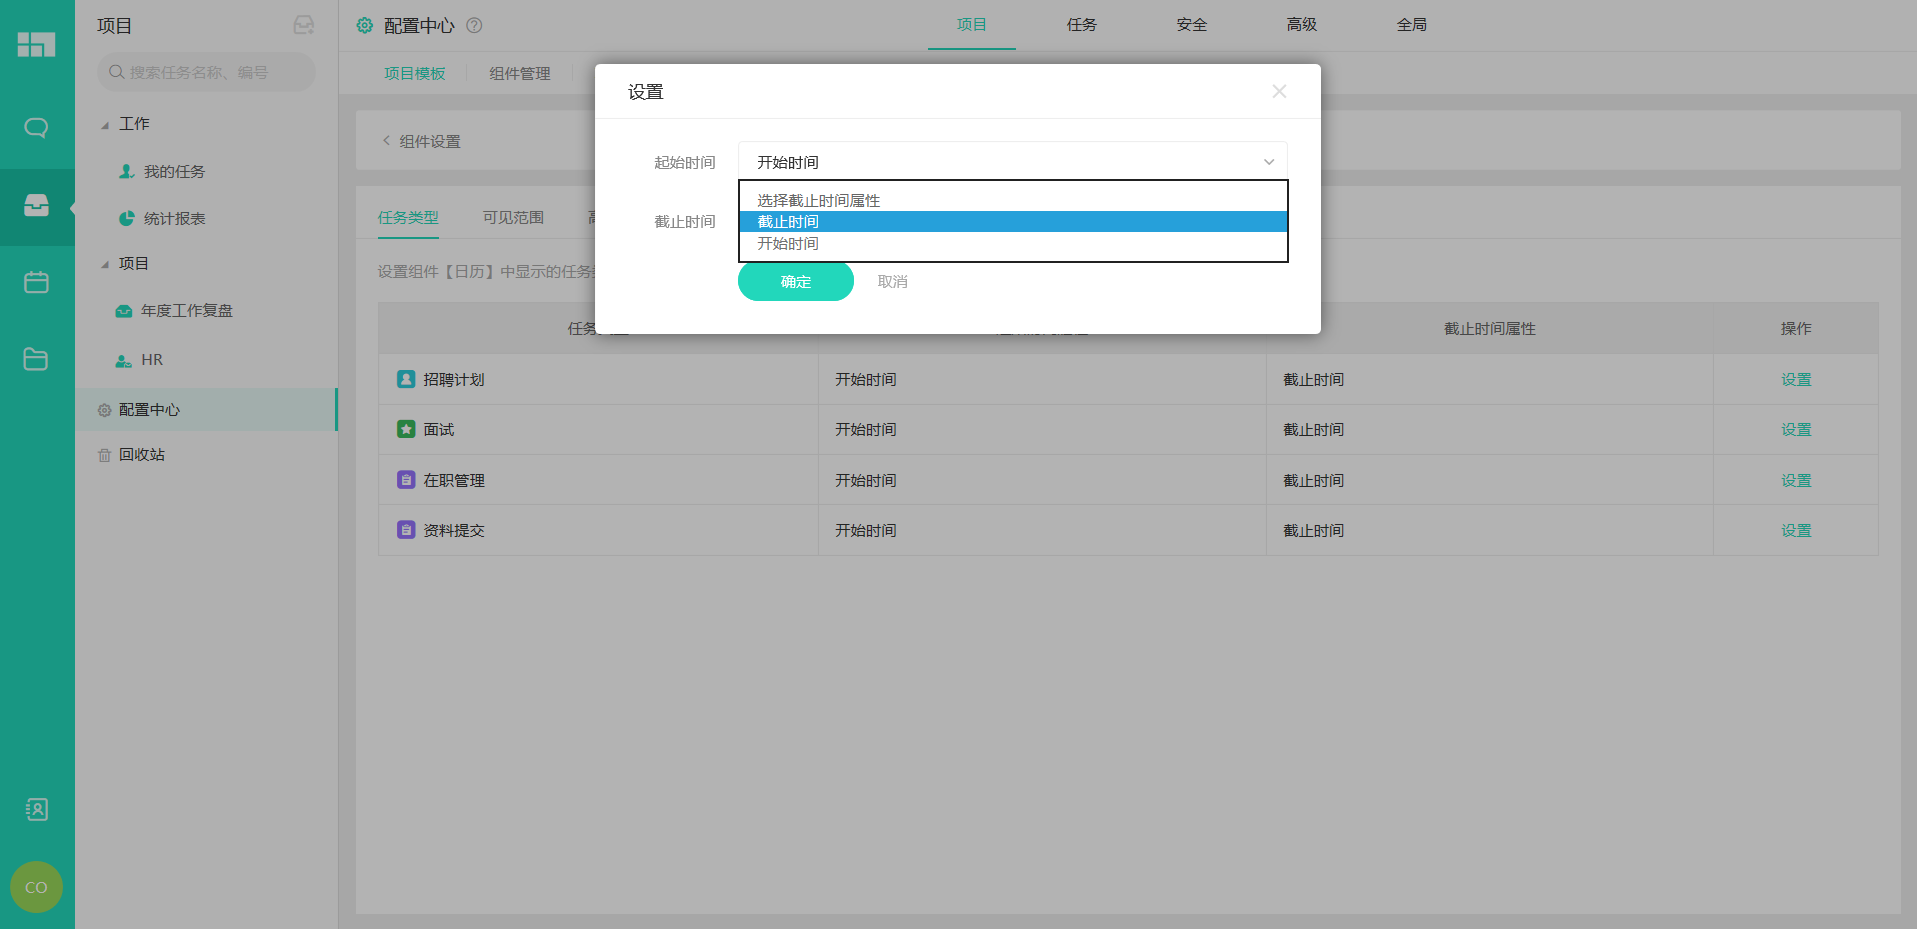 项目
搜索任务名称、编号
工作
我的任务
统计报表
项目
年度工作复盘
HR
配置中心
回收站
CO
配置中心
项目 任务 安全 高级 全局
项目模板 组件管理
组件设置
任务类型 可见范围
设置组件【日历】中显示的任务
设置
起始时间 开始时间
截止时间
选择截止时间属性
截止时间
开始时间
确定 取消
任务 截止时间属性 操作
招聘计划 开始时间 截止时间 设置
面试 开始时间 截止时间 设置
在职管理 开始时间 截止时间 设置
资料提交 开始时间 截止时间 设置